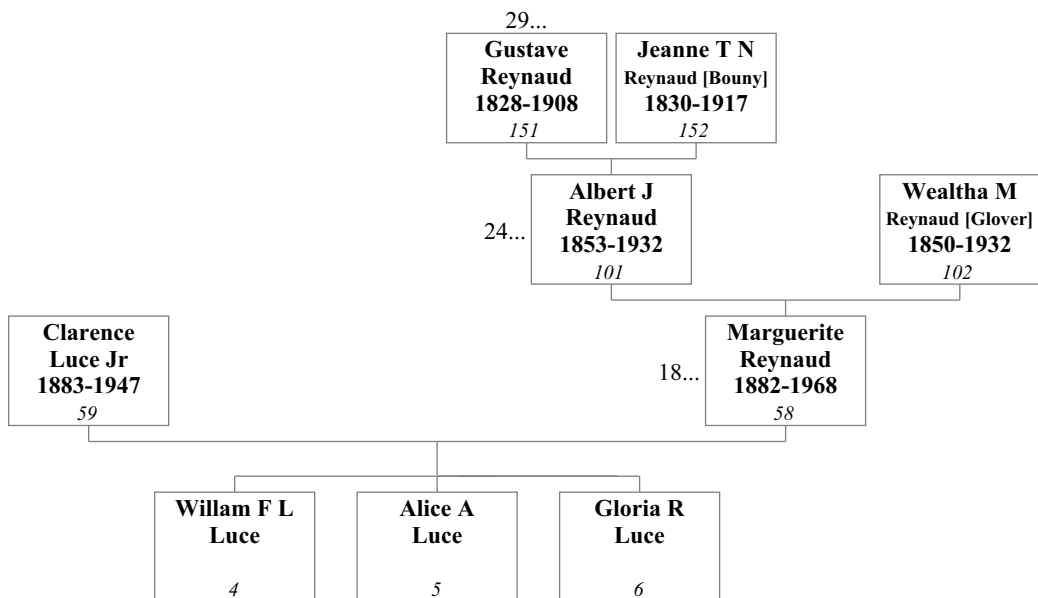 29...
Gustave
Reynaud
1828-1908
151
Jeanne T N
Reynaud [Bouny]
1830-1917
152
24...
Albert J
Reynaud
1853-1932
101
Wealtha M
Reynaud [Glover]
1850-1932
102
Clarence
Luce Jr
1883-1947
59
18...
Marguerite
Reynaud
1882-1968
58
Willam F L
Luce
4
Alice A
Luce
5
Gloria R
Luce
6